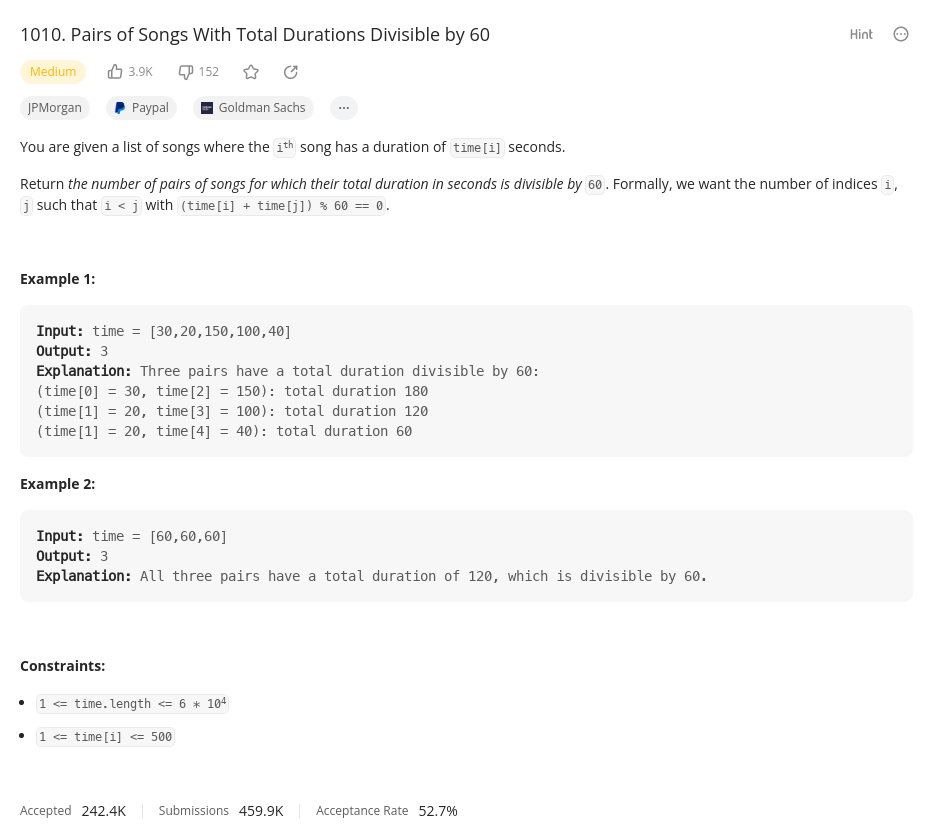 1010. Pairs of Songs With Total Durations Divisible by 60
Hint
Medium 3.9K 152
JPMorgan Paypal Goldman Sachs ...
You are given a list of songs where the ith song has a duration of time[i] seconds.
Return the number of pairs of songs for which their total duration in seconds is divisible by 60. Formally, we want the number of indices i,
j such that i < j with (time[i] + time[j]) % 60 == 0.
Example 1:
Input: time = [30,20,150,100,40]
Output: 3
Explanation: Three pairs have a total duration divisible by 60:
(time[0] = 30, time[2] = 150): total duration 180
(time[1] = 20, time[3] = 100): total duration 120
(time[1] = 20, time[4] = 40): total duration 60
Example 2:
Input: time = [60,60,60]
Output: 3
Explanation: All three pairs have a total duration of 120, which is divisible by 60.
Constraints:
• 1 <= time.length <= 6 * 10⁴
• 1 <= time[i] <= 500
Accepted 242.4K Submissions 459.9K Acceptance Rate 52.7%